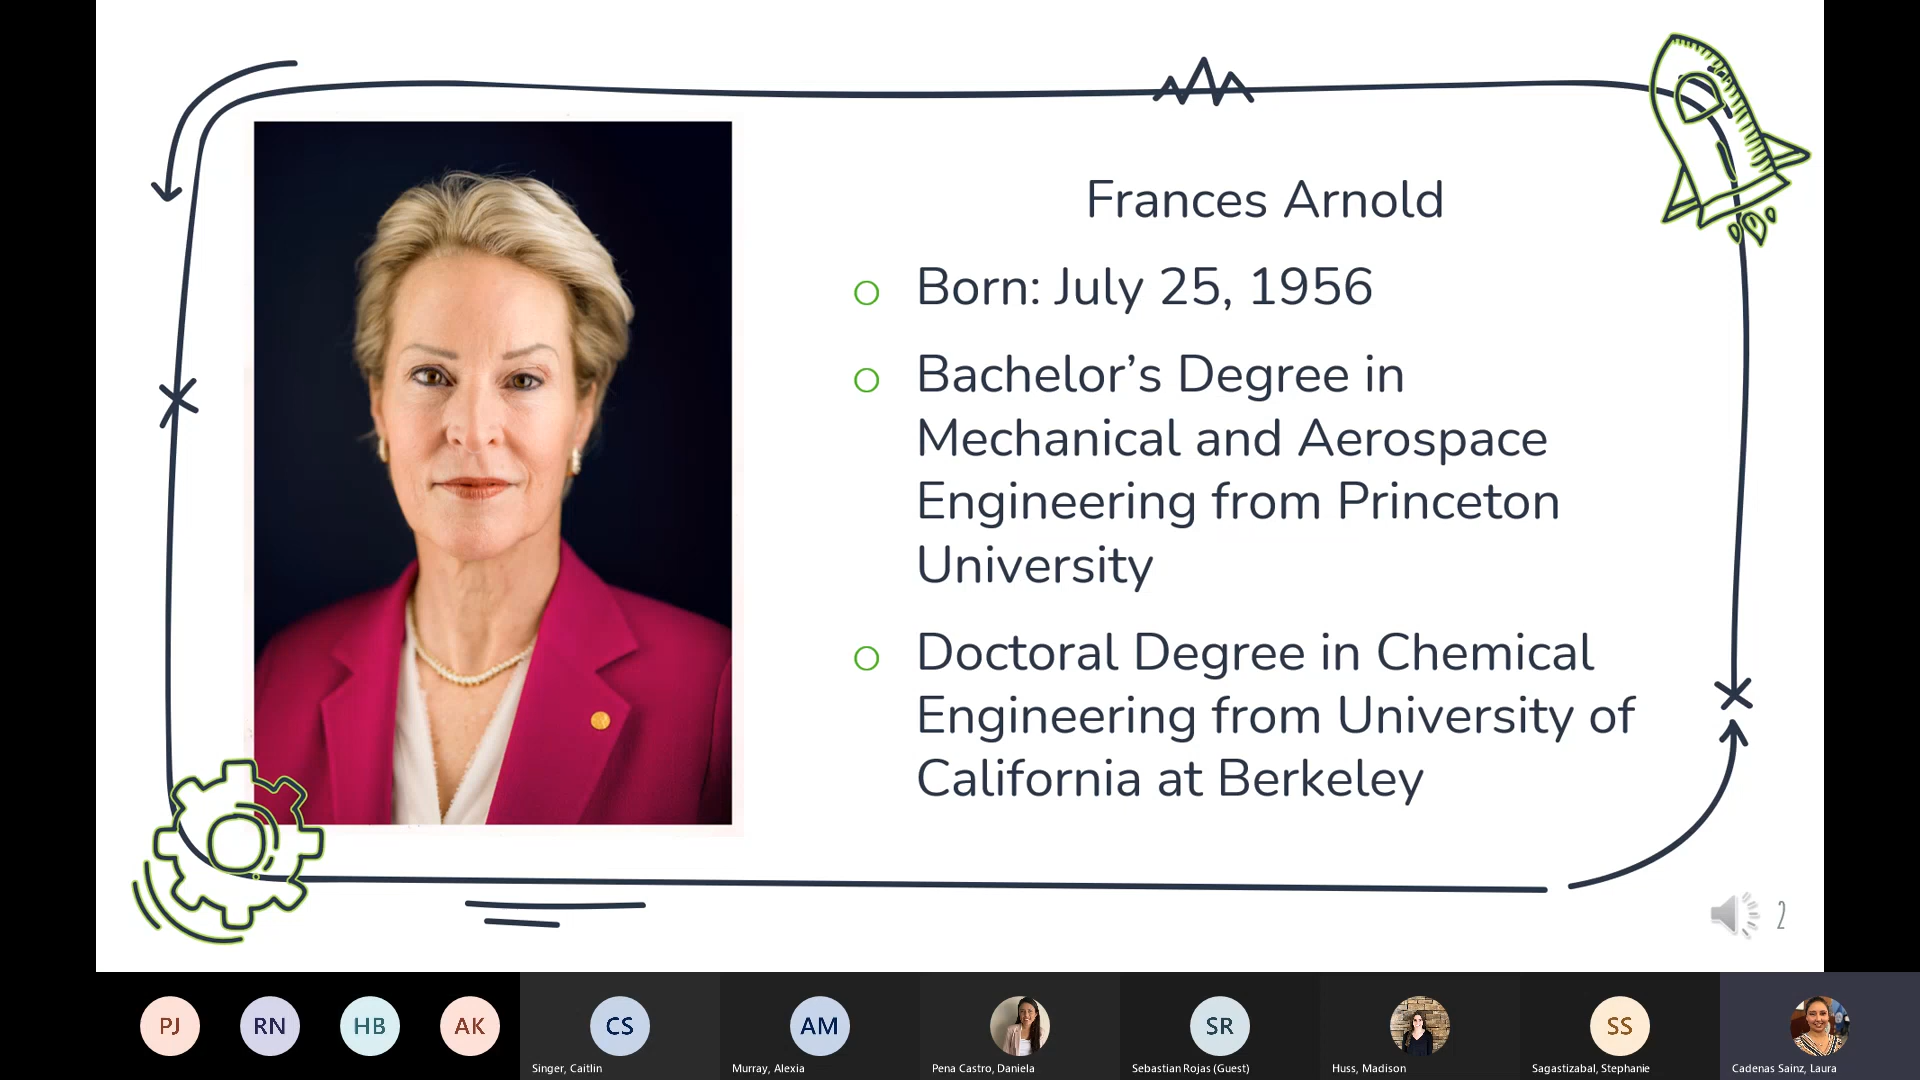 Frances Arnold
Born: July 25, 1956
Bachelor’s Degree in
Mechanical and Aerospace
Engineering from Princeton
University
Doctoral Degree in Chemical
Engineering from University of
California at Berkeley
2
PJ
RN
HB
AK
CS
AM
SR
SS
Singer, Caitlin
Murray, Alexia
Pena Castro, Daniela
Sebastian Rojas (Guest)
Huss, Madison
Sagastizabal, Stephanie
Cadenas Sainz, Laura